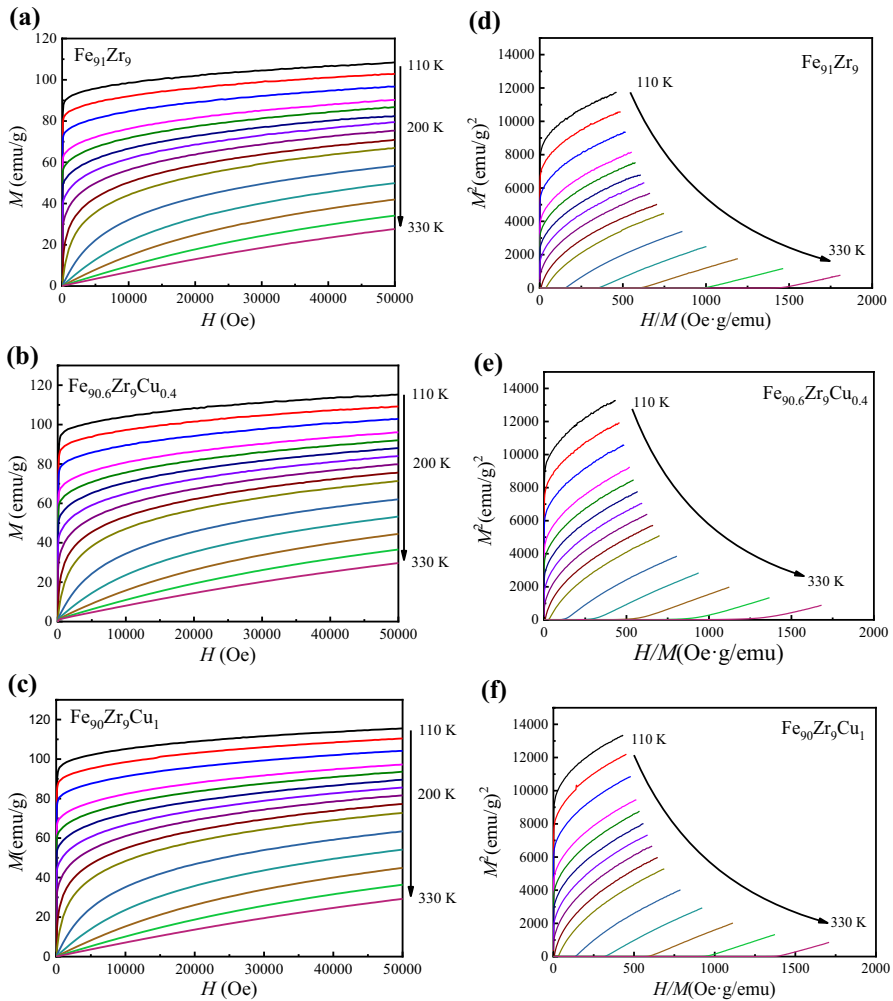 (a)
Fe91Zr9
M (emu/g)
120
100
80
60
40
20
0
0
10000
20000
30000
40000
50000
H (Oe)
110 K
200 K
330 K
(d)
Fe91Zr9
M2(emu/g)2
14000
12000
10000
8000
6000
4000
2000
0
0
500
1000
1500
2000
H/M (Oe·g/emu)
110 K
330 K
(b)
Fe90.6Zr9Cu0.4
M (emu/g)
120
100
80
60
40
20
0
0
10000
20000
30000
40000
50000
H (Oe)
110 K
200 K
330 K
(e)
Fe90.6Zr9Cu0.4
M2(emu/g)2
14000
12000
10000
8000
6000
4000
2000
0
0
500
1000
1500
2000
H/M(Oe·g/emu)
110 K
330 K
(c)
Fe90Zr9Cu1
M(emu/g)
120
100
80
60
40
20
0
0
10000
20000
30000
40000
50000
H (Oe)
110 K
200 K
330 K
(f)
Fe90Zr9Cu1
M2(emu/g)2
14000
12000
10000
8000
6000
4000
2000
0
0
500
1000
1500
2000
H/M (Oe·g/emu)
110 K
330 K